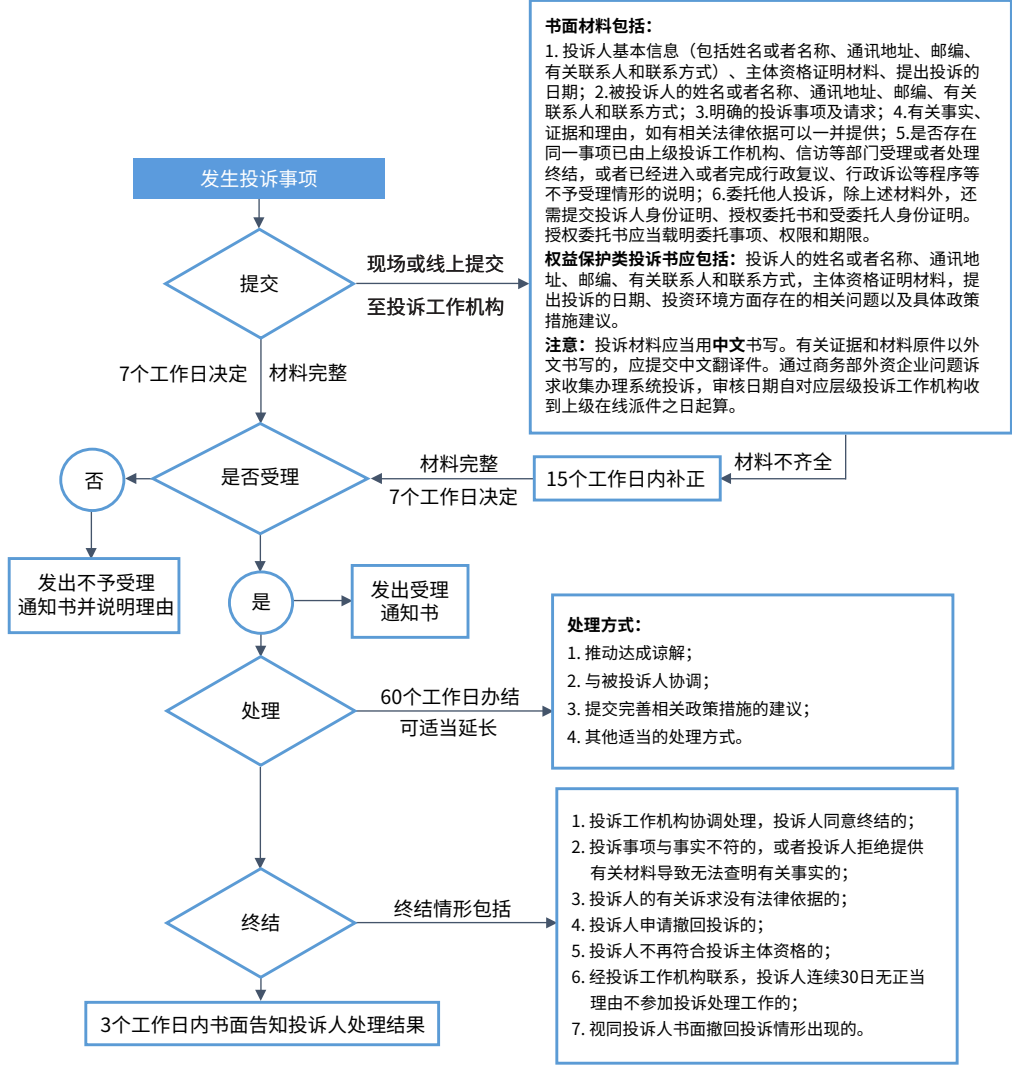 书面材料包括：
1. 投诉人基本信息（包括姓名或者名称、通讯地址、邮编、
有关联系人和联系方式）、主体资格证明材料、提出投诉的
日期；2.被投诉人的姓名或者名称、通讯地址、邮编、有关
联系人和联系方式；3.明确的投诉事项及请求；4.有关事实、
证据和理由，如有相关法律依据可以一并提供；5.是否存在
同一事项已由上级投诉工作机构、信访等部门受理或者处理
终结，或者已经进入或者完成行政复议、行政诉讼等程序等
不予受理情形的说明；6.委托他人投诉，除上述材料外，还
需提交投诉人身份证明、授权委托书和受委托人身份证明。
授权委托书应当载明委托事项、权限和期限。
权益保护类投诉书应包括：投诉人的姓名或者名称、通讯地
址、邮编、有关联系人和联系方式，主体资格证明材料，提
出投诉的日期、投资环境方面存在的相关问题以及具体政策
措施建议。
注意：投诉材料应当用中文书写。有关证据和材料原件以外
文书写的，应提交中文翻译件。通过商务部外资企业问题诉
求收集办理系统投诉，审核日期自对应层级投诉工作机构收
到上级在线派件之日起算。
发生投诉事项
提交
现场或线上提交
至投诉工作机构
7个工作日决定
材料完整
是否受理
否
材料完整
7个工作日决定
15个工作日内补正
材料不齐全
发出不予受理
通知书并说明理由
是
发出受理
通知书
处理
60个工作日办结
可适当延长
处理方式：
1. 推动达成谅解；
2. 与被投诉人协调；
3. 提交完善相关政策措施的建议；
4. 其他适当的处理方式。
终结
终结情形包括
1. 投诉工作机构协调处理，投诉人同意终结的；
2. 投诉事项与事实不符的，或者投诉人拒绝提供
有关材料导致无法查明有关事实的；
3. 投诉人的有关诉求没有法律依据的；
4. 投诉人申请撤回投诉的；
5. 投诉人不再符合投诉主体资格的；
6. 经投诉工作机构联系，投诉人连续30日无正当
理由不参加投诉处理工作的；
7. 视同投诉人书面撤回投诉情形出现的。
3个工作日内书面告知投诉人处理结果